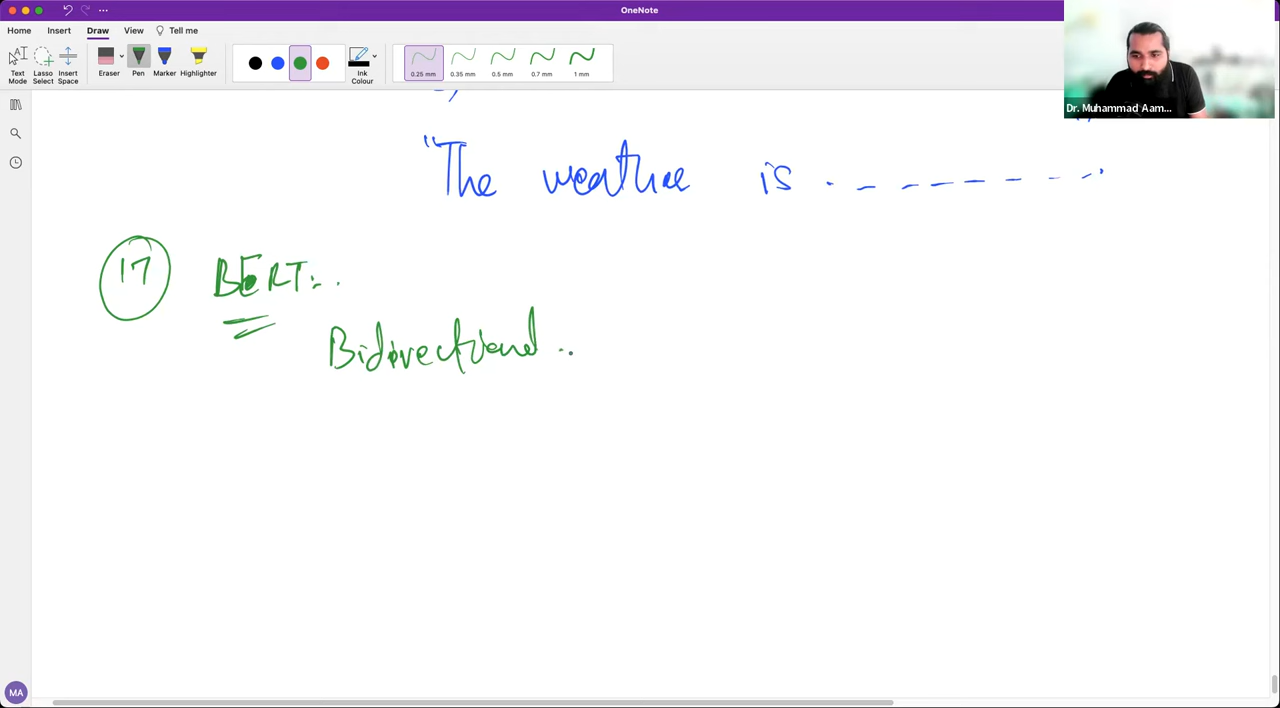 OneNote
Home Insert Draw View Tell me
Text Mode Lasso Select Insert Space Eraser Pen Marker Highlighter Ink Colour 0.25 mm 0.35 mm 0.5 mm 0.7 mm 1 mm
Dr. Muhammad Aam...
"The weather is . - - - - - - - .
17 BERT:.
Bidirectional ..
MA